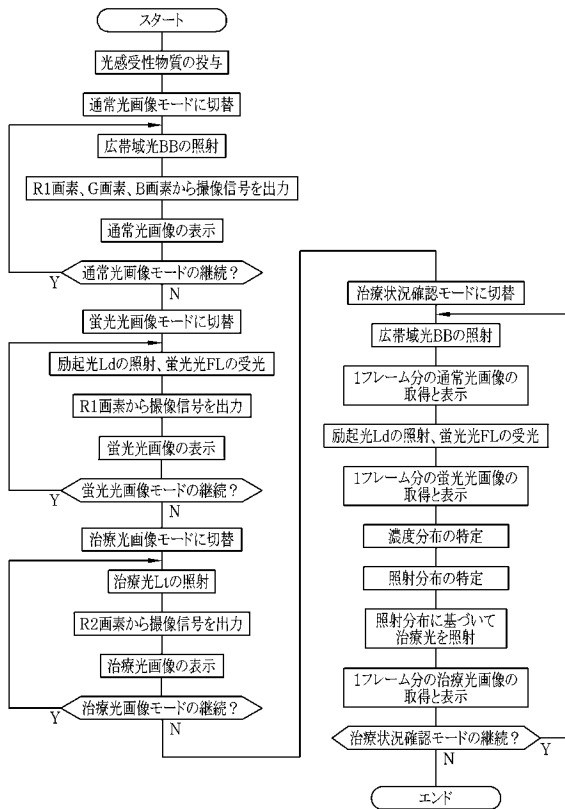 スタート
光感受性物質の投与
通常光画像モードに切替
広帯域光BBの照射
R1画素、G画素、B画素から撮像信号を出力
通常光画像の表示
通常光画像モードの継続？
Y
N
蛍光光画像モードに切替
励起光Ldの照射、蛍光光FLの受光
R1画素から撮像信号を出力
蛍光光画像の表示
蛍光光画像モードの継続？
Y
N
治療光画像モードに切替
治療光Ltの照射
R2画素から撮像信号を出力
治療光画像の表示
治療光画像モードの継続？
Y
N
治療状況確認モードに切替
広帯域光BBの照射
1フレーム分の通常光画像の
取得と表示
励起光Ldの照射、蛍光光FLの受光
1フレーム分の蛍光光画像の
取得と表示
濃度分布の特定
照射分布の特定
照射分布に基づいて
治療光を照射
1フレーム分の治療光画像の
取得と表示
治療状況確認モードの継続？
Y
N
エンド